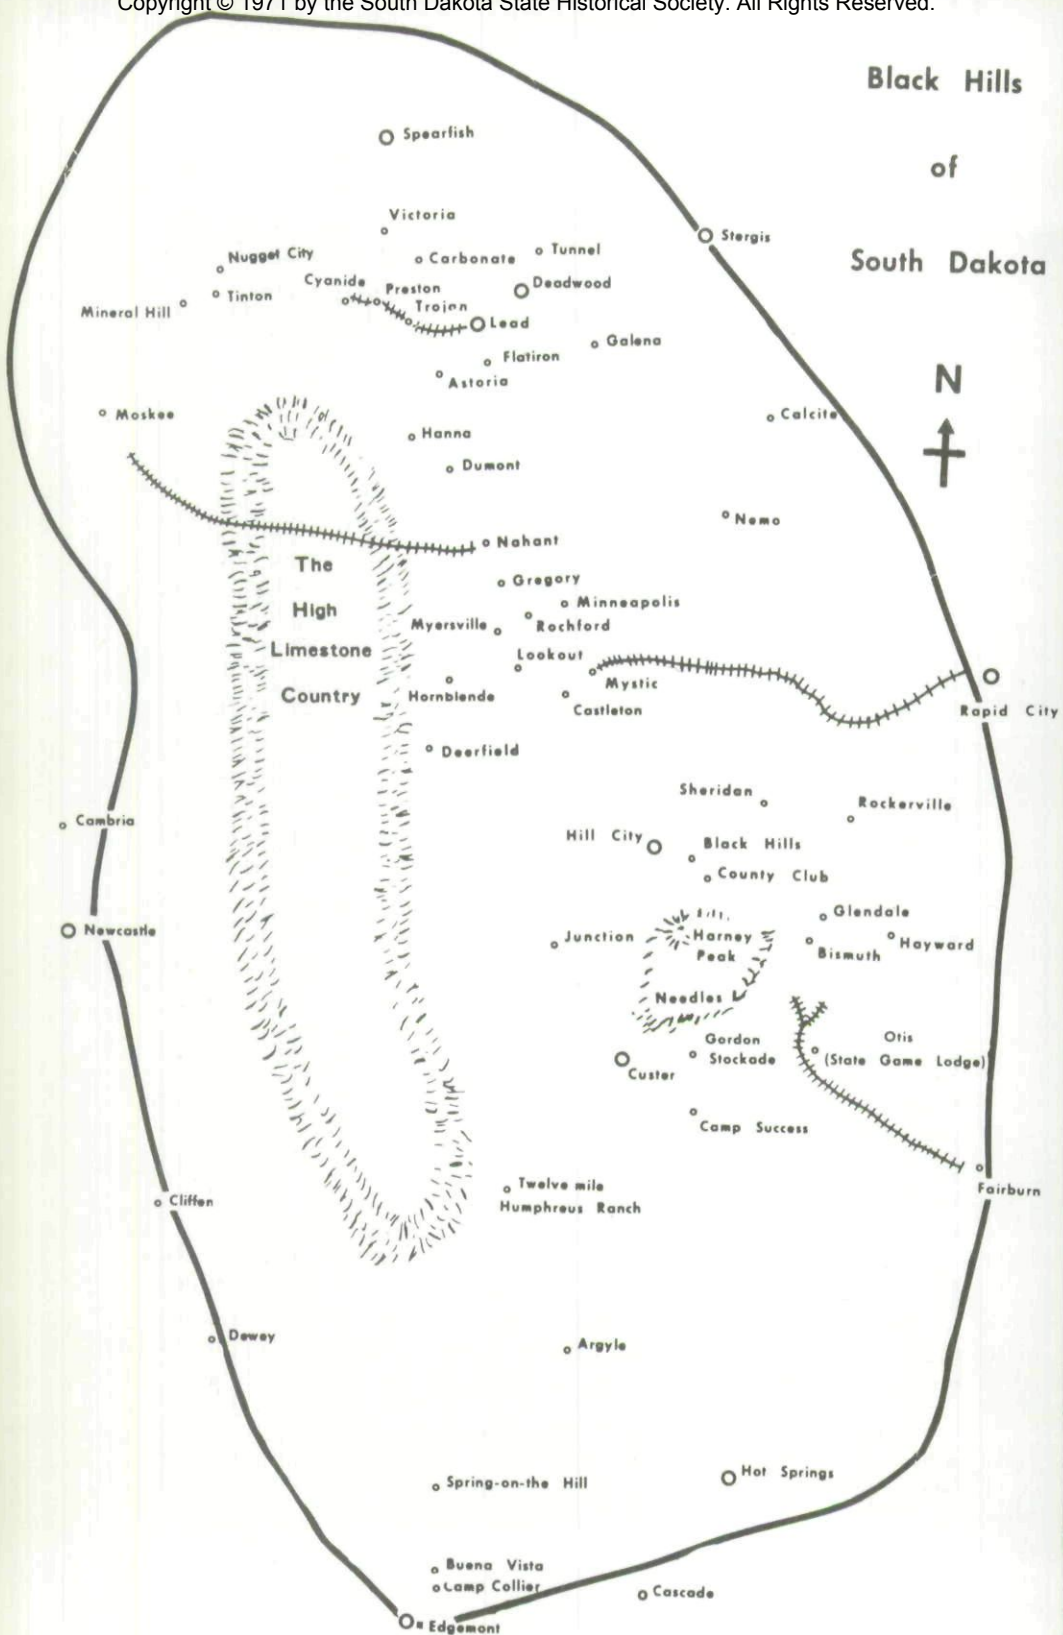 Copyright © 1971 by the South Dakota State Historical Society. All Rights Reserved.
Black Hills
of
South Dakota
N
Spearfish
Victoria
Stergis
Nugget City
Carbonate
Tunnel
Cyanide
Preston
Deadwood
Mineral Hill
Tinton
Trojan
Lead
Galena
Flatiron
Astoria
Moskee
Calcite
Hanna
Dumont
Nemo
Nahant
The
High
Limestone
Country
Gregory
Minneapolis
Myersville
Rochford
Lookout
Mystic
Hornblende
Castleton
Rapid City
Deerfield
Sheridan
Rockerville
Cambria
Hill City
Black Hills
County Club
Glendale
Newcastle
Junction
Harney
Peak
Bismuth
Hayward
Needles
Gordon
Stockade
Otis
(State Game Lodge)
Custer
Camp Success
Fairburn
Twelve mile
Humphreus Ranch
Cliffen
Dewey
Argyle
Spring-on-the Hill
Hot Springs
Buena Vista
Camp Collier
Cascade
Edgemont